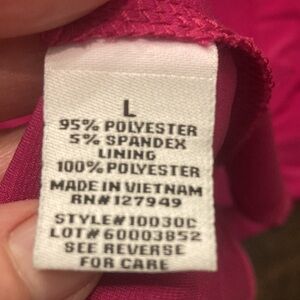 L
95% POLYESTER
5% SPANDEX
LINING
100% POLYESTER
MADE IN VIETNAM
RN#127949
STYLE#10030C
LOT#60003852
SEE REVERSE
FOR CARE